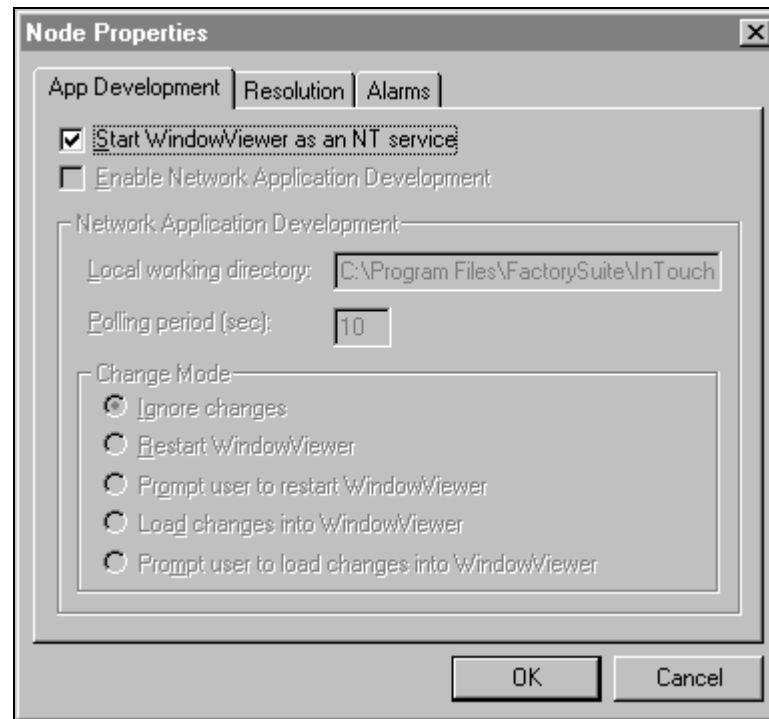 Node Properties
App Development Resolution Alarms
Start WindowViewer as an NT service
Enable Network Application Development
Network Application Development
Local working directory: C:\Program Files\FactorySuite\InTouch
Polling period (sec): 10
Change Mode
Ignore changes
Restart WindowViewer
Prompt user to restart WindowViewer
Load changes into WindowViewer
Prompt user to load changes into WindowViewer
OK Cancel